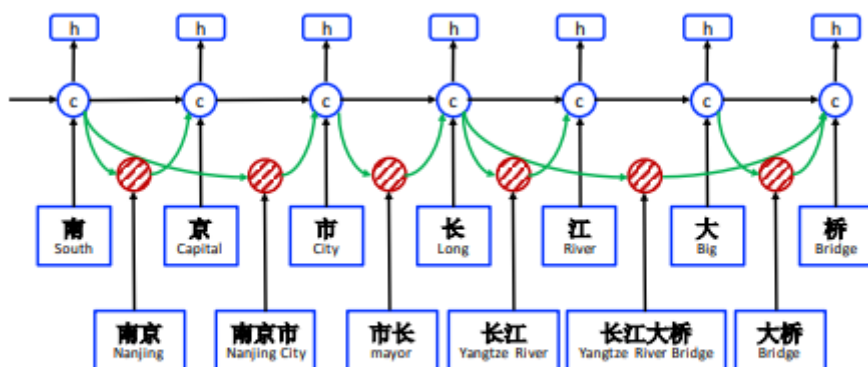 h h h h h h h
c c c c c c c
南 京 市 长 江 大 桥
South Capital City Long River Big Bridge
南京 南京市 市长 长江 长江大桥 大桥
Nanjing Nanjing City mayor Yangtze River Yangtze River Bridge Bridge